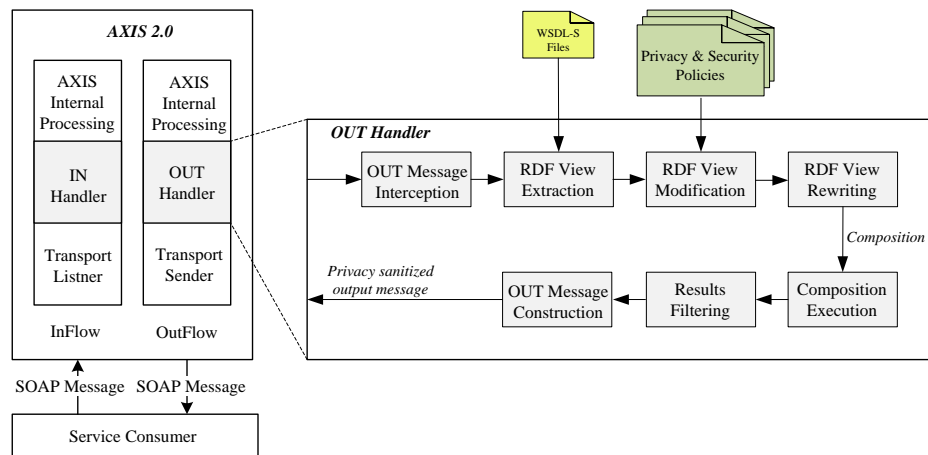 AXIS 2.0
AXIS
Internal
Processing
IN
Handler
Transport
Listner
InFlow
AXIS
Internal
Processing
OUT
Handler
Transport
Sender
OutFlow
SOAP Message
SOAP Message
Service Consumer
WSDL-S
Files
Privacy & Security
Policies
OUT Handler
OUT Message
Interception
RDF View
Extraction
RDF View
Modification
RDF View
Rewriting
Composition
Composition
Execution
Results
Filtering
OUT Message
Construction
Privacy sanitized
output message